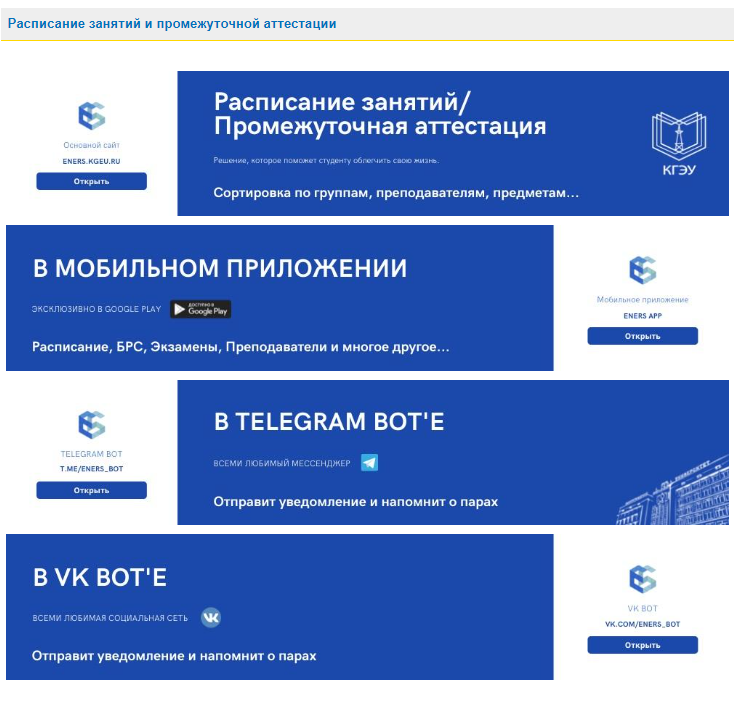 Расписание занятий и промежуточной аттестации
Основной сайт
ENERS.KGEU.RU
Открыть
Расписание занятий/
Промежуточная аттестация
Решение, которое поможет студенту облегчить свою жизнь.
Сортировка по группам, преподавателям, предметам...
КГЭУ
В МОБИЛЬНОМ ПРИЛОЖЕНИИ
ЭКСКЛЮЗИВНО В GOOGLE PLAY
ДОСТУПНО В
Google Play
Расписание, БРС, Экзамены, Преподаватели и многое другое...
Мобильное приложение
ENERS APP
Открыть
TELEGRAM BOT
T.ME/ENERS_BOT
Открыть
В TELEGRAM BOT'E
ВСЕМИ ЛЮБИМЫЙ МЕССЕНДЖЕР
Отправит уведомление и напомнит о парах
УНИВЕРСИТЕТ
В VK BOT'E
ВСЕМИ ЛЮБИМАЯ СОЦИАЛЬНАЯ СЕТЬ
Отправит уведомление и напомнит о парах
VK BOT
VK.COM/ENERS_BOT
Открыть